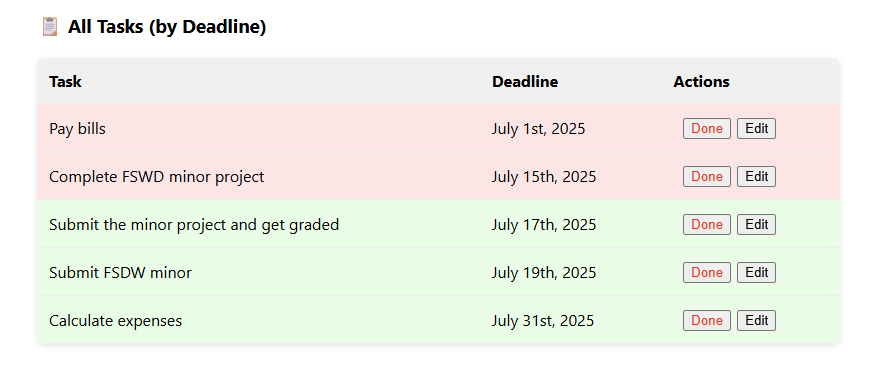 📋 All Tasks (by Deadline)
Task Deadline Actions
Pay bills July 1st, 2025 Done Edit
Complete FSWD minor project July 15th, 2025 Done Edit
Submit the minor project and get graded July 17th, 2025 Done Edit
Submit FSDW minor July 19th, 2025 Done Edit
Calculate expenses July 31st, 2025 Done Edit